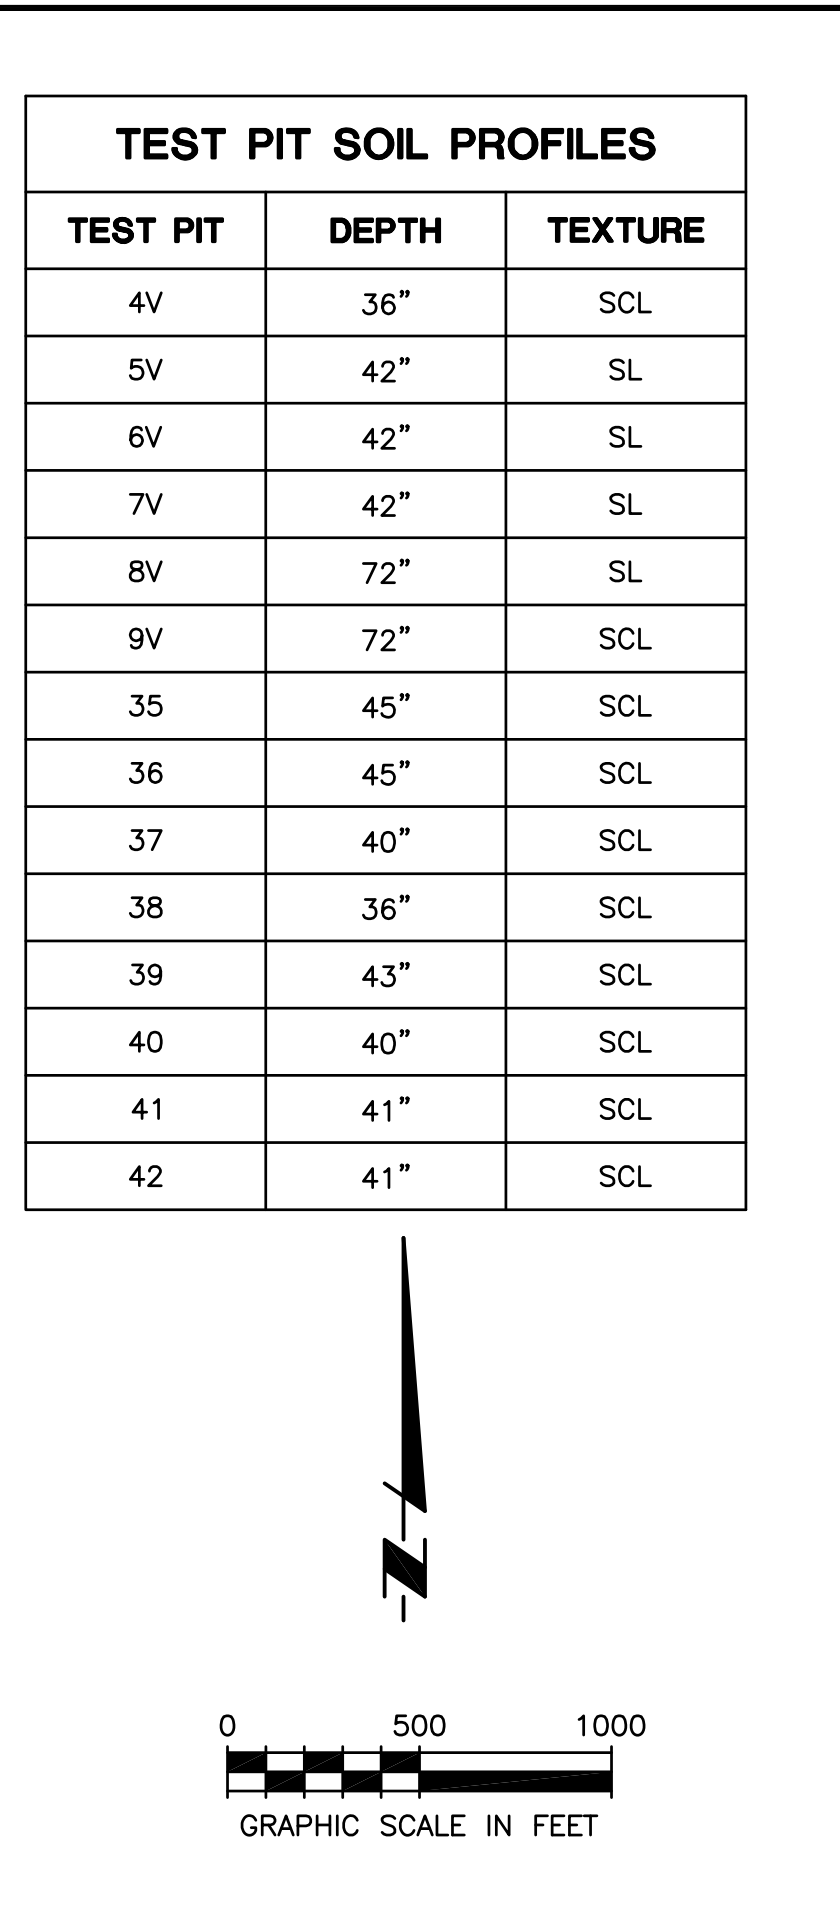 TEST PIT SOIL PROFILES
TEST PIT DEPTH TEXTURE
4V 36” SCL
5V 42” SL
6V 42” SL
7V 42” SL
8V 72” SL
9V 72” SCL
35 45” SCL
36 45” SCL
37 40” SCL
38 36” SCL
39 43” SCL
40 40” SCL
41 41” SCL
42 41” SCL
N
0 500 1000
GRAPHIC SCALE IN FEET